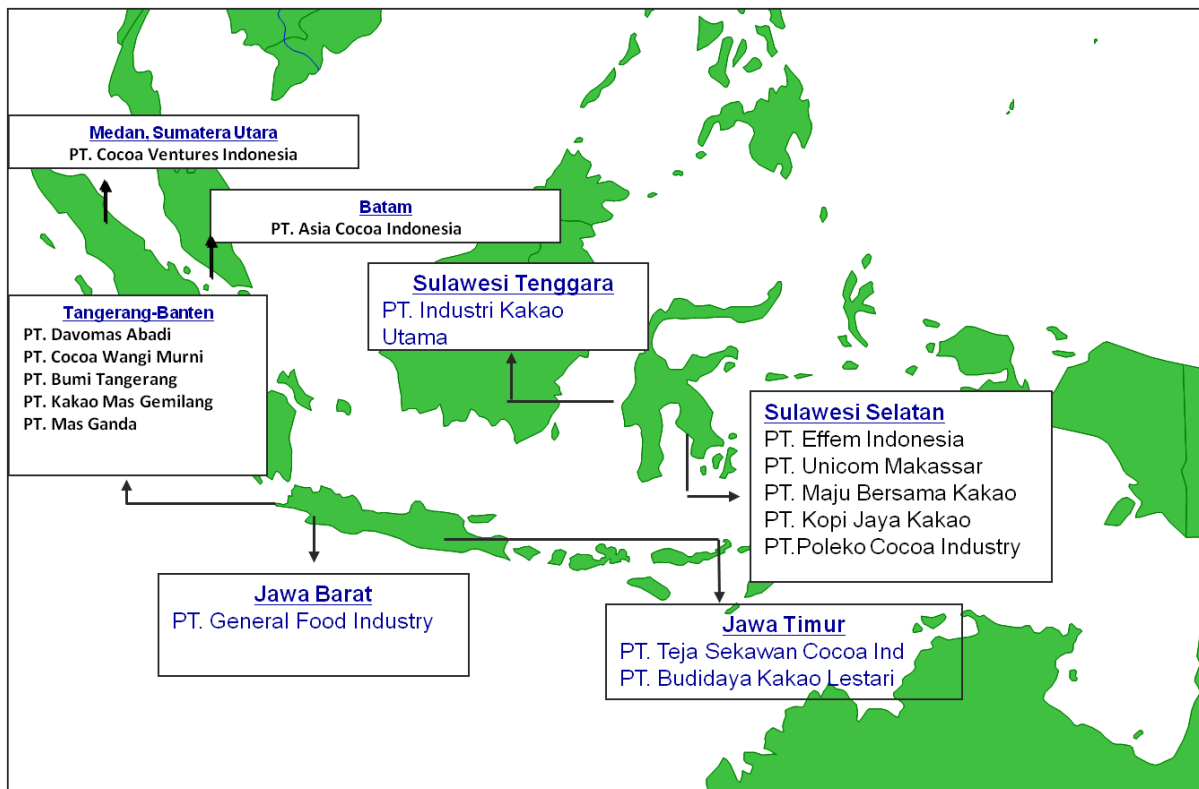 Medan, Sumatera Utara
PT. Cocoa Ventures Indonesia
Batam
PT. Asia Cocoa Indonesia
Sulawesi Tenggara
PT. Industri Kakao
Utama
Tangerang-Banten
PT. Davomas Abadi
PT. Cocoa Wangi Murni
PT. Bumi Tangerang
PT. Kakao Mas Gemilang
PT. Mas Ganda
Sulawesi Selatan
PT. Effem Indonesia
PT. Unicom Makassar
PT. Maju Bersama Kakao
PT. Kopi Jaya Kakao
PT.Poleko Cocoa Industry
Jawa Barat
PT. General Food Industry
Jawa Timur
PT. Teja Sekawan Cocoa Ind
PT. Budidaya Kakao Lestari